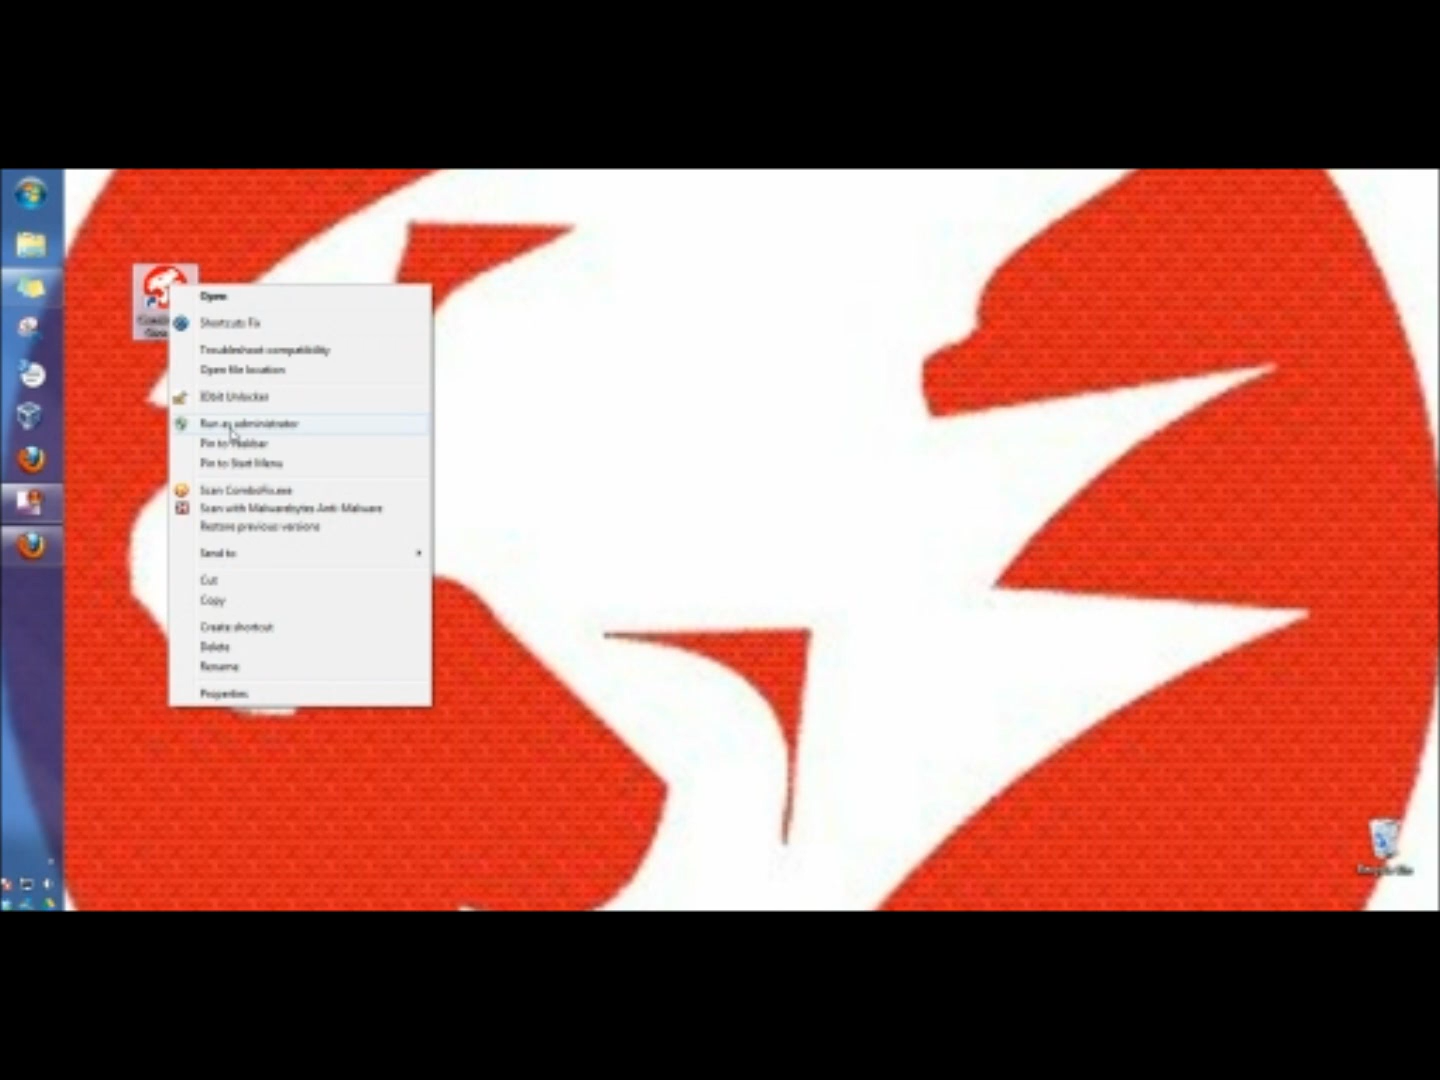 Open
Shortcuts Fix
Troubleshoot compatibility
Open file location
IObit Unlocker
Run as administrator
Pin to Taskbar
Pin to Start Menu
Scan ComboFix.exe
Scan with Malwarebytes Anti-Malware
Restore previous versions
Send to
Cut
Copy
Create shortcut
Delete
Rename
Properties
Recycle Bin